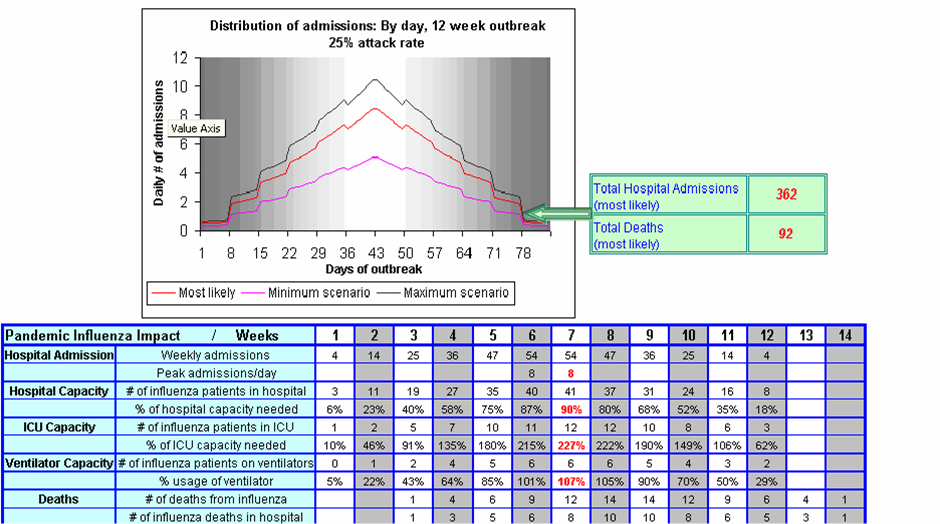 Distribution of admissions: By day, 12 week outbreak
25% attack rate
12
10
8
6
4
2
0
Daily # of admissions
Value Axis
1 8 15 22 29 36 43 50 57 64 71 78
Days of outbreak
Most likely Minimum scenario Maximum scenario
Total Hospital Admissions
(most likely)
362
Total Deaths
(most likely)
92
Pandemic Influenza Impact / Weeks 1 2 3 4 5 6 7 8 9 10 11 12 13 14
Hospital Admission Weekly admissions 4 14 25 36 47 54 54 47 36 25 14 4
Peak admissions/day 8 8
Hospital Capacity # of influenza patients in hospital 3 11 19 27 35 40 41 37 31 24 16 8
% of hospital capacity needed 6% 23% 40% 58% 75% 87% 90% 80% 68% 52% 35% 18%
ICU Capacity # of influenza patients in ICU 1 2 5 7 10 11 12 12 10 8 6 3
% of ICU capacity needed 10% 46% 91% 135% 180% 215% 227% 222% 190% 149% 106% 62%
Ventilator Capacity # of influenza patients on ventilators 0 1 2 4 5 6 6 6 5 4 3 2
% usage of ventilator 5% 22% 43% 64% 85% 101% 107% 105% 90% 70% 50% 29%
Deaths # of deaths from influenza 1 4 6 9 12 14 14 12 9 6 4 1
# of influenza deaths in hospital 1 3 5 6 8 10 10 8 6 5 3 1